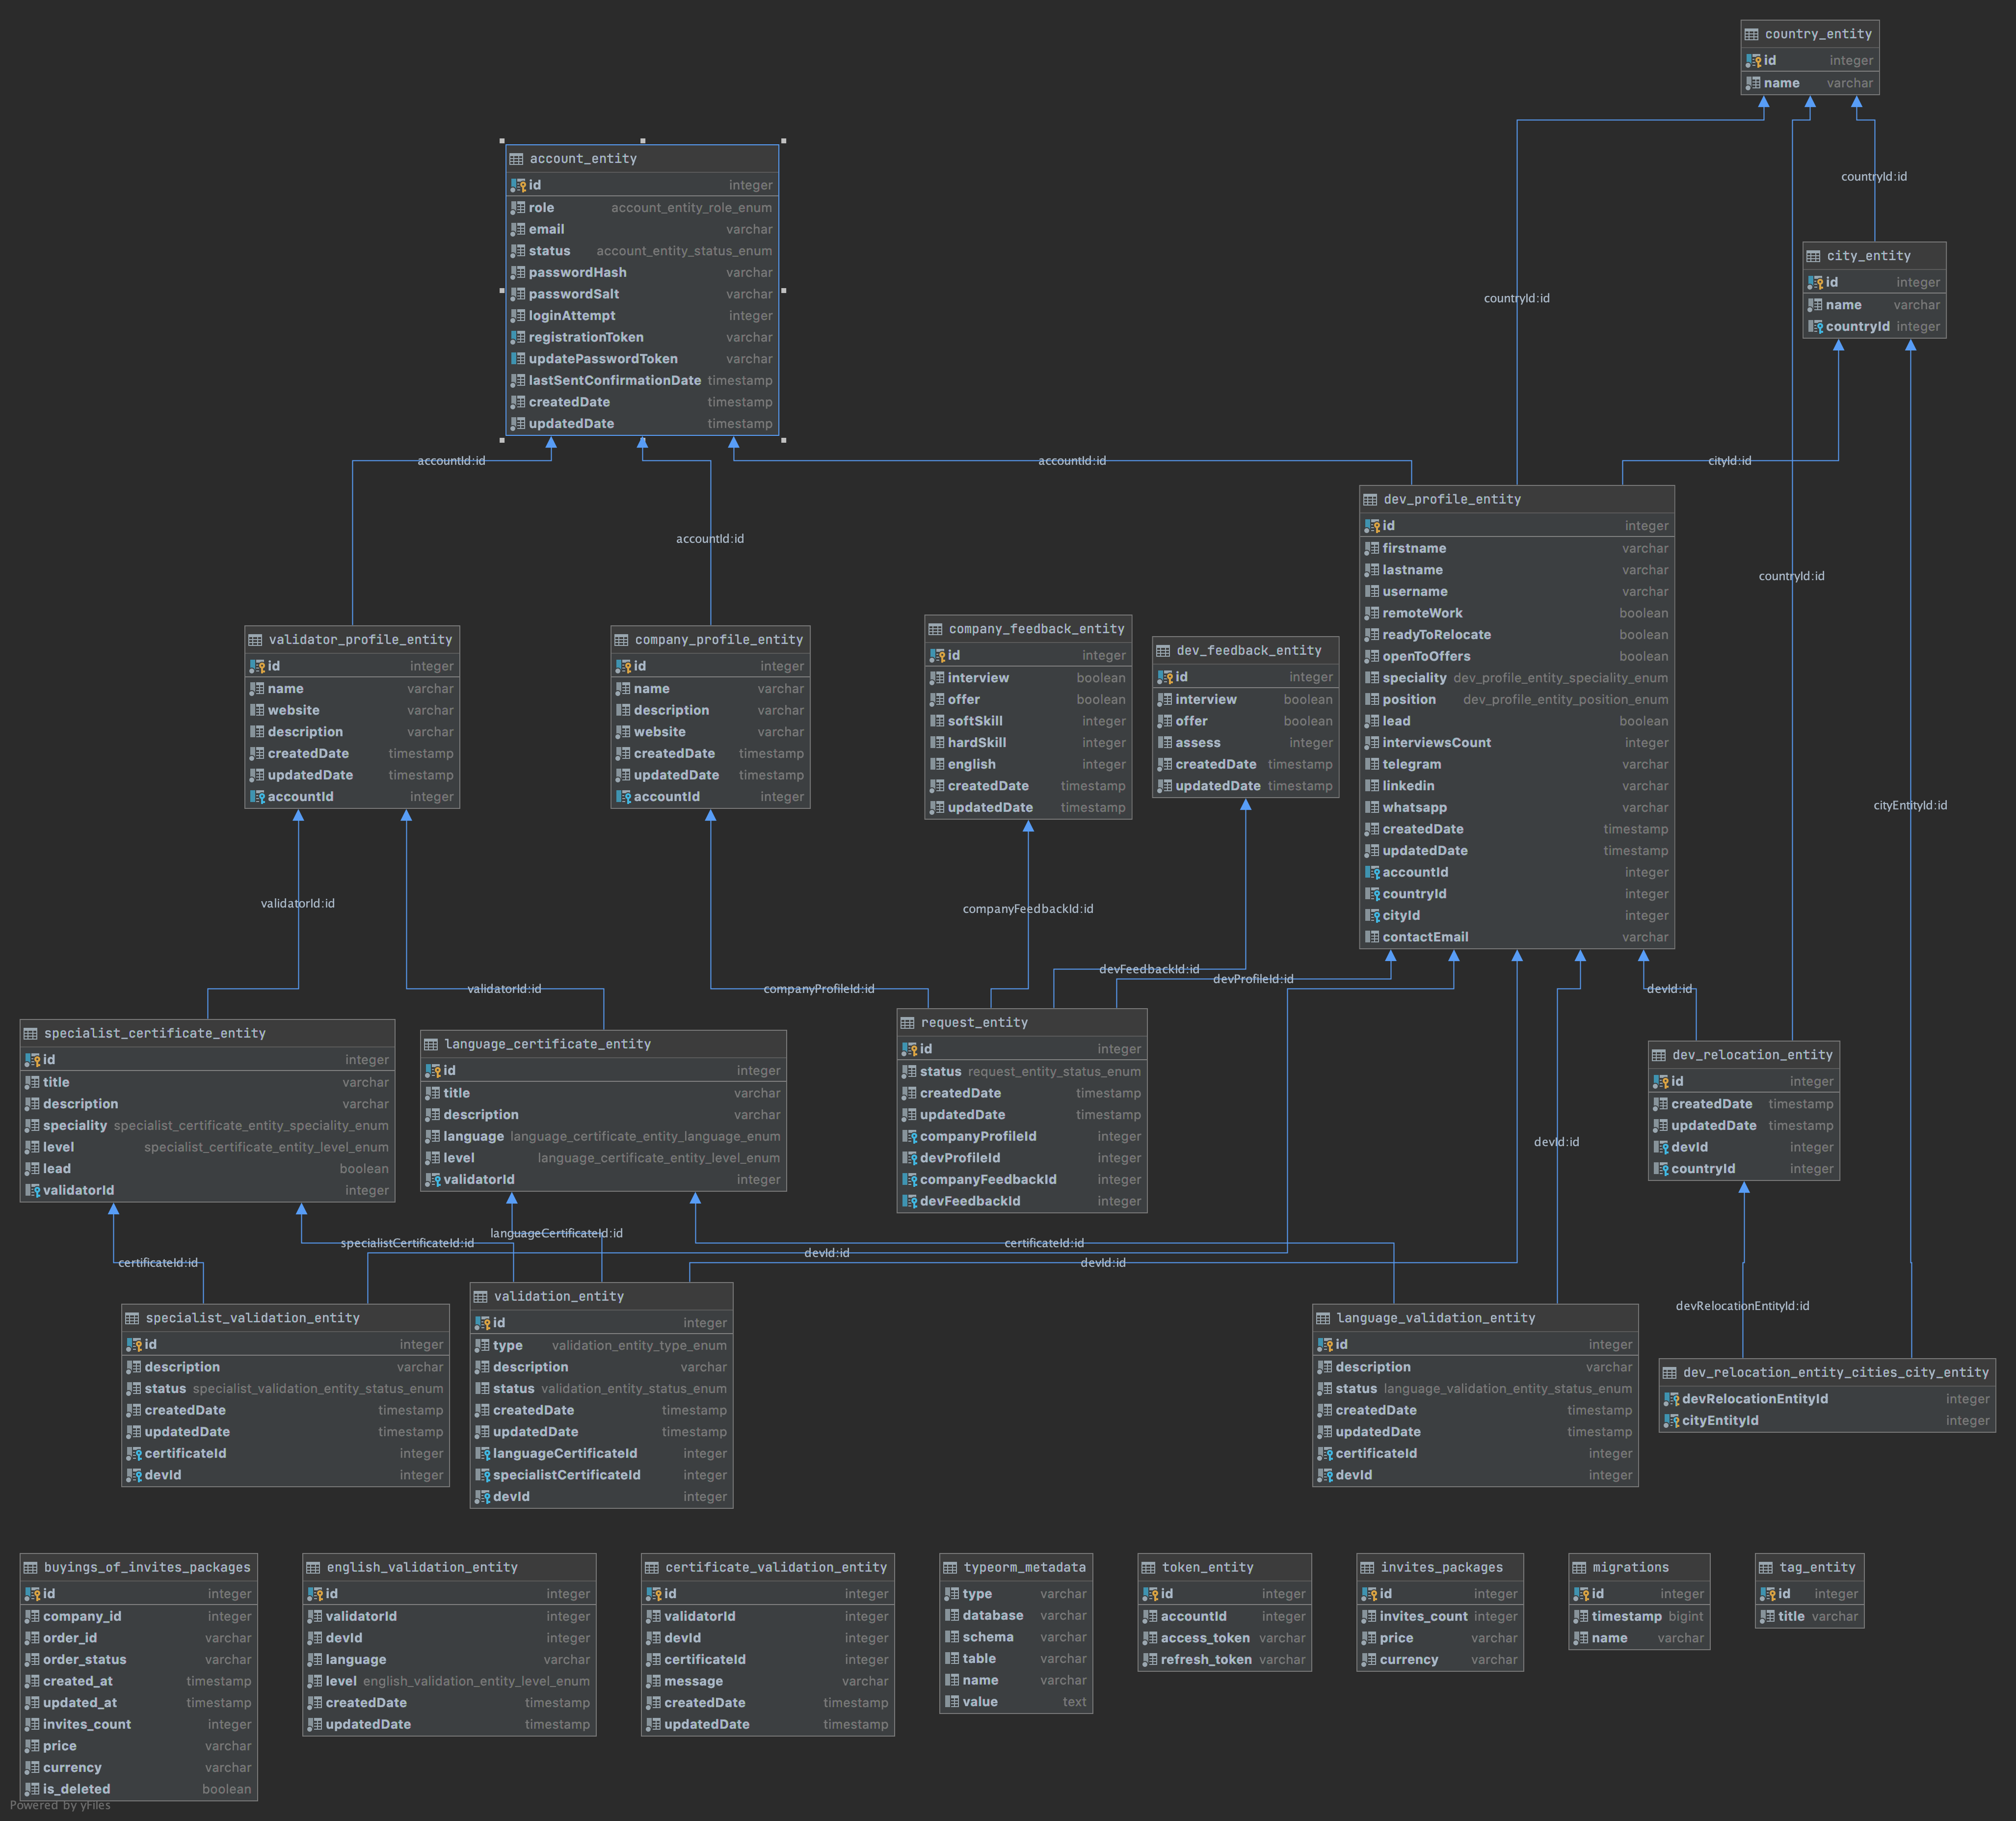 country_entity
id integer
name varchar
account_entity
id integer
role account_entity_role_enum
email varchar
status account_entity_status_enum
passwordHash varchar
passwordSalt varchar
loginAttempt integer
registrationToken varchar
updatePasswordToken varchar
lastSentConfirmationDate timestamp
createdDate timestamp
updatedDate timestamp
countryId:id
city_entity
id integer
name varchar
countryId integer
countryId:id
accountId:id
accountId:id
cityId:id
accountId:id
countryId:id
dev_profile_entity
id integer
firstname varchar
lastname varchar
username varchar
remoteWork boolean
readyToRelocate boolean
openToOffers boolean
speciality dev_profile_entity_speciality_enum
position dev_profile_entity_position_enum
lead boolean
interviewsCount integer
telegram varchar
linkedin varchar
whatsapp varchar
createdDate timestamp
updatedDate timestamp
accountId integer
countryId integer
cityId integer
contactEmail varchar
validator_profile_entity
id integer
name varchar
website varchar
description varchar
createdDate timestamp
updatedDate timestamp
accountId integer
company_profile_entity
id integer
name varchar
description varchar
website varchar
createdDate timestamp
updatedDate timestamp
accountId integer
company_feedback_entity
id integer
interview boolean
offer boolean
softSkill integer
hardSkill integer
english integer
createdDate timestamp
updatedDate timestamp
dev_feedback_entity
id integer
interview boolean
offer boolean
assess integer
createdDate timestamp
updatedDate timestamp
cityEntityId:id
validatorId:id
companyFeedbackId:id
devFeedbackId:id
devProfileId:id
validatorId:id
companyProfileId:id
devId:id
specialist_certificate_entity
id integer
title varchar
description varchar
speciality specialist_certificate_entity_speciality_enum
level specialist_certificate_entity_level_enum
lead boolean
validatorId integer
language_certificate_entity
id integer
title varchar
description varchar
language language_certificate_entity_language_enum
level language_certificate_entity_level_enum
validatorId integer
request_entity
id integer
status request_entity_status_enum
createdDate timestamp
updatedDate timestamp
companyProfileId integer
devProfileId integer
companyFeedbackId integer
devFeedbackId integer
dev_relocation_entity
id integer
createdDate timestamp
updatedDate timestamp
devId integer
countryId integer
devId:id
languageCertificateId:id
specialistCertificateId:id
certificateId:id
devId:id
certificateId:id
devId:id
devRelocationEntityId:id
specialist_validation_entity
id integer
description varchar
status specialist_validation_entity_status_enum
createdDate timestamp
updatedDate timestamp
certificateId integer
devId integer
validation_entity
id integer
type validation_entity_type_enum
description varchar
status validation_entity_status_enum
createdDate timestamp
updatedDate timestamp
languageCertificateId integer
specialistCertificateId integer
devId integer
language_validation_entity
id integer
description varchar
status language_validation_entity_status_enum
createdDate timestamp
updatedDate timestamp
certificateId integer
devId integer
dev_relocation_entity_cities_city_entity
devRelocationEntityId integer
cityEntityId integer
buyings_of_invites_packages
id integer
company_id integer
order_id varchar
order_status varchar
created_at timestamp
updated_at timestamp
invites_count integer
price varchar
currency varchar
is_deleted boolean
english_validation_entity
id integer
validatorId integer
devId integer
language varchar
level english_validation_entity_level_enum
createdDate timestamp
updatedDate timestamp
certificate_validation_entity
id integer
validatorId integer
devId integer
certificateId integer
message varchar
createdDate timestamp
updatedDate timestamp
typeorm_metadata
type varchar
database varchar
schema varchar
table varchar
name varchar
value text
token_entity
id integer
accountId integer
access_token varchar
refresh_token varchar
invites_packages
id integer
invites_count integer
price varchar
currency varchar
migrations
id integer
timestamp bigint
name varchar
tag_entity
id integer
title varchar
Powered by yFiles